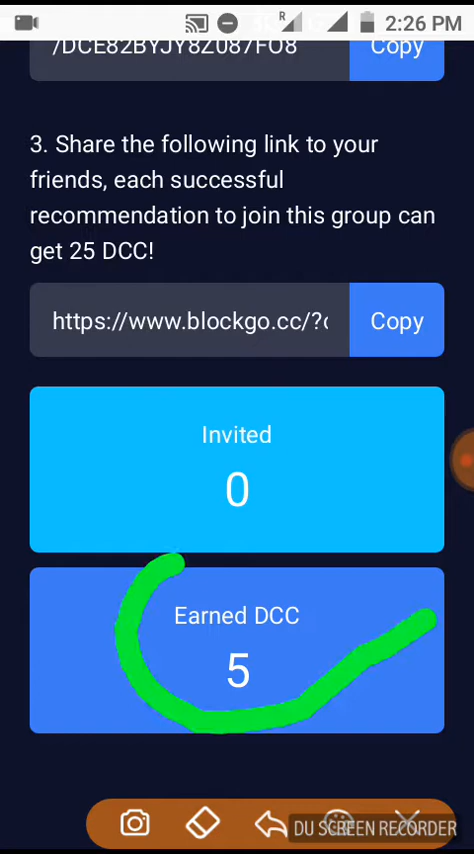 R
2:26 PM
/DCE82BYJY8Z087FO8
Copy
3. Share the following link to your
friends, each successful
recommendation to join this group can
get 25 DCC!
https://www.blockgo.cc/?c
Copy
Invited
0
Earned DCC
5
DU SCREEN RECORDER